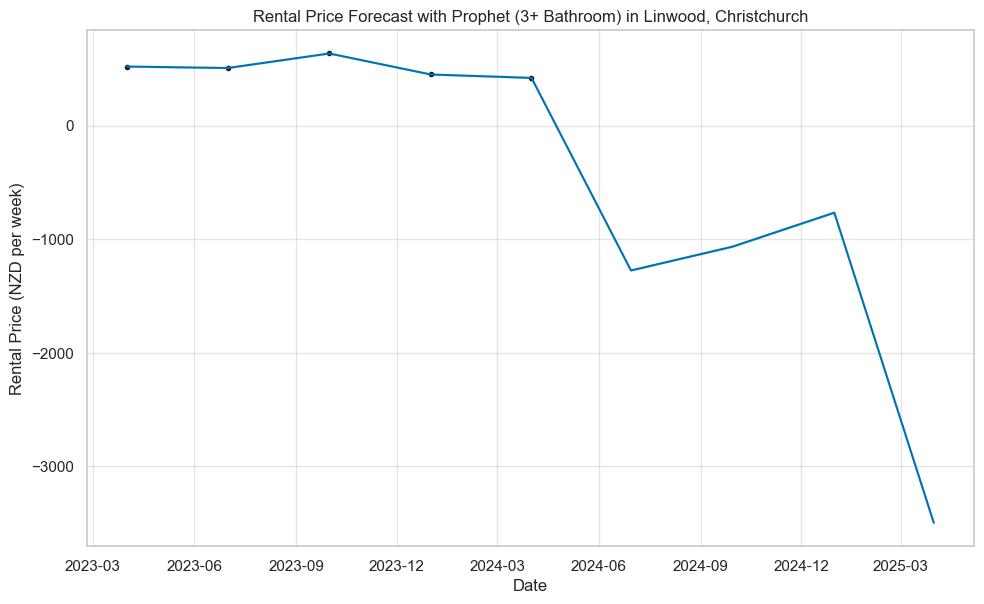 Rental Price Forecast with Prophet (3+ Bathroom) in Linwood, Christchurch
Rental Price (NZD per week)
0
−1000
−2000
−3000
2023-03 2023-06 2023-09 2023-12 2024-03 2024-06 2024-09 2024-12 2025-03
Date